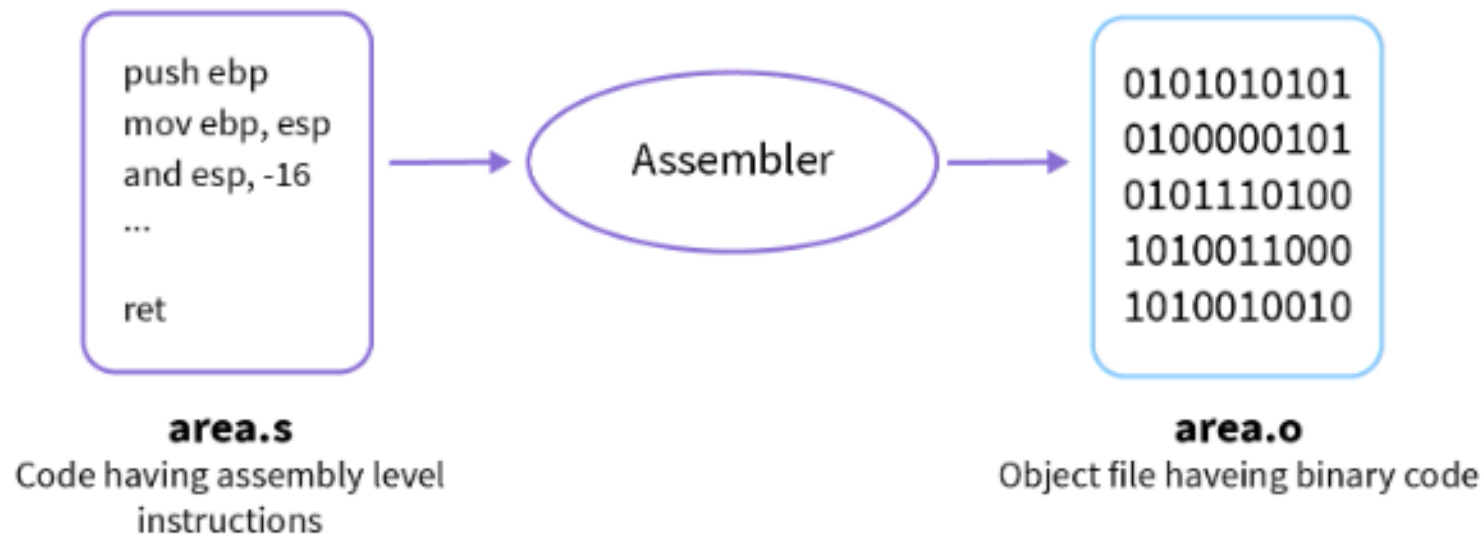 push ebp
mov ebp, esp
and esp, -16
...
ret
Assembler
0101010101
0100000101
0101110100
1010011000
1010010010
area.s
Code having assembly level
instructions
area.o
Object file haveing binary code